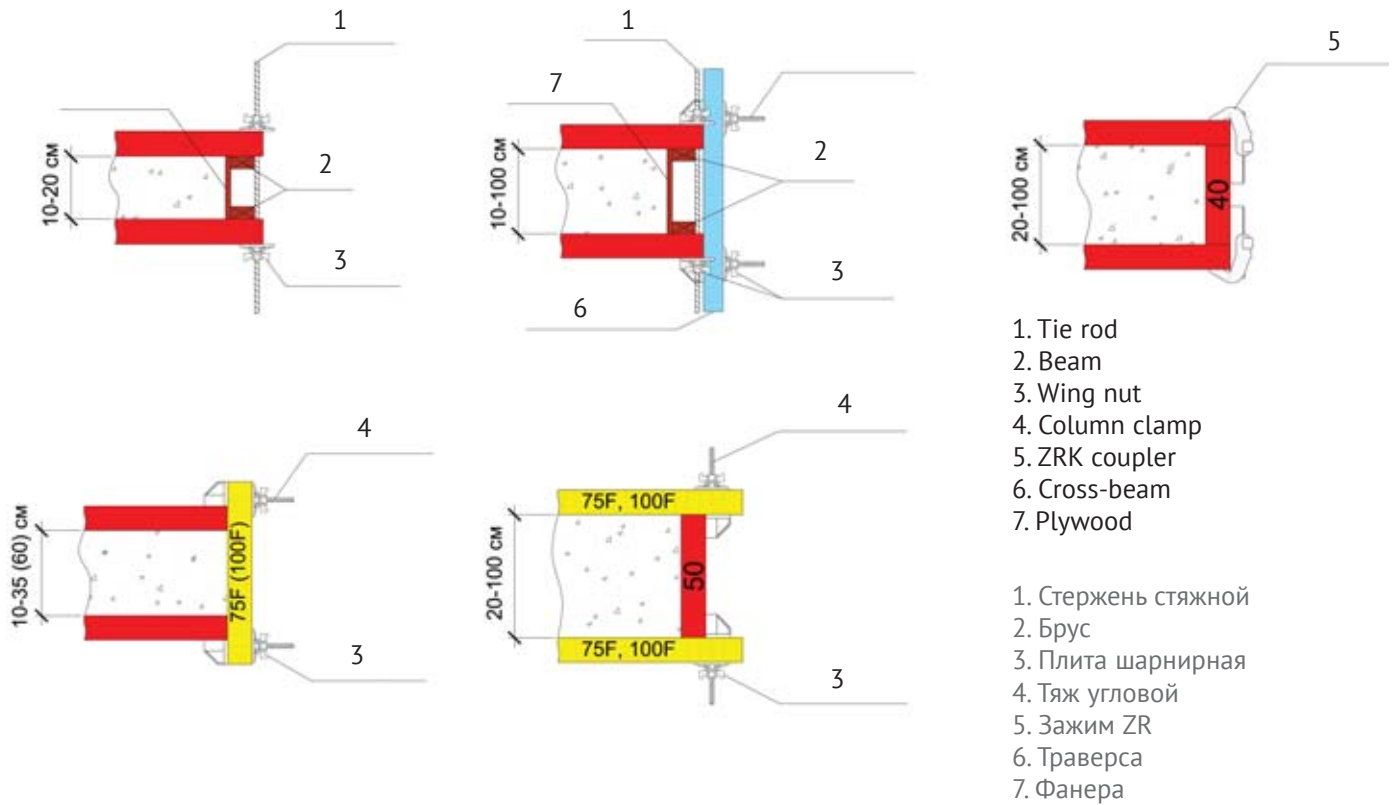 1
10-20 см
2
3
1
7
10-100 см
2
3
6
5
20-100 см
40
4
10-35 (60) см
75F (100F)
3
4
75F, 100F
20-100 см
50
75F, 100F
3
1. Tie rod
2. Beam
3. Wing nut
4. Column clamp
5. ZRK coupler
6. Cross-beam
7. Plywood
1. Стержень стяжной
2. Брус
3. Плита шарнирная
4. Тяж угловой
5. Зажим ZR
6. Траверса
7. Фанера